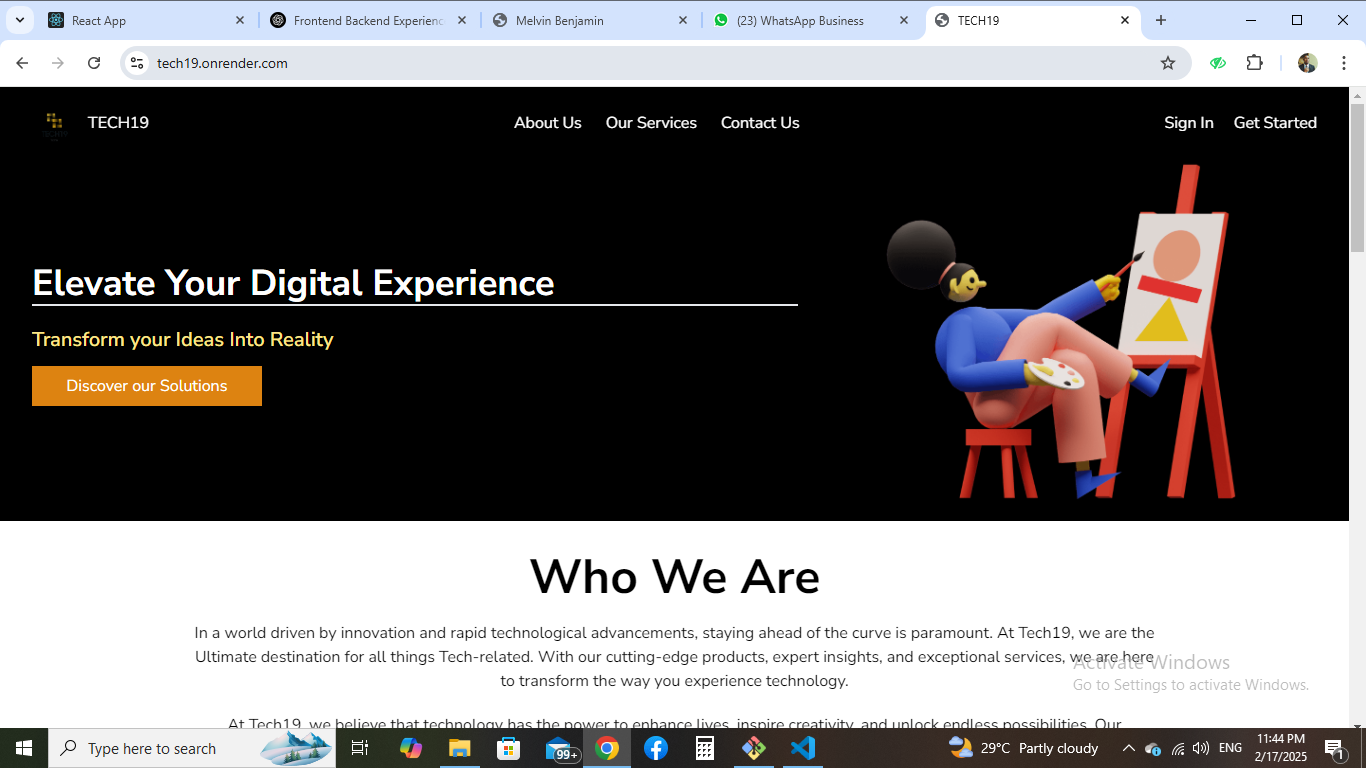 React App
Frontend Backend Experienc
Melvin Benjamin
(23) WhatsApp Business
TECH19
tech19.onrender.com
TECH19
About Us
Our Services
Contact Us
Sign In
Get Started
Elevate Your Digital Experience
Transform your Ideas Into Reality
Discover our Solutions
Who We Are
In a world driven by innovation and rapid technological advancements, staying ahead of the curve is paramount. At Tech19, we are the
Ultimate destination for all things Tech-related. With our cutting-edge products, expert insights, and exceptional services, we are here
to transform the way you experience technology.
Activate Windows
Go to Settings to activate Windows.
At Tech19, we believe that technology has the power to enhance lives, inspire creativity, and unlock endless possibilities. Our
Type here to search
99+
29°C Partly cloudy
ENG
11:44 PM
2/17/2025
1